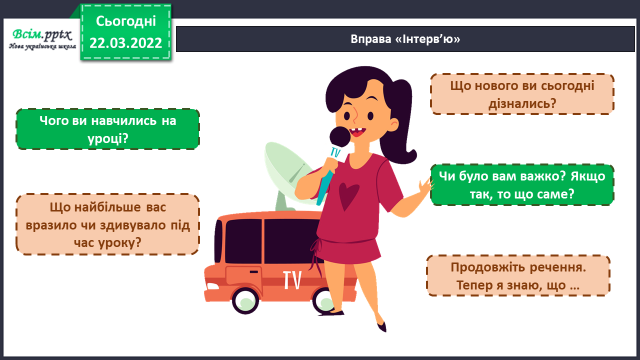 Всім.pptx
Нова українська школа
Сьогодні
22.03.2022
Вправа «Інтерв’ю»
Чого ви навчились на
уроці?
Що найбільше вас
вразило чи здивувало під
час уроку?
Що нового ви сьогодні
дізнались?
Чи було вам важко? Якщо
так, то що саме?
Продовжіть речення.
Тепер я знаю, що …
TV
TV